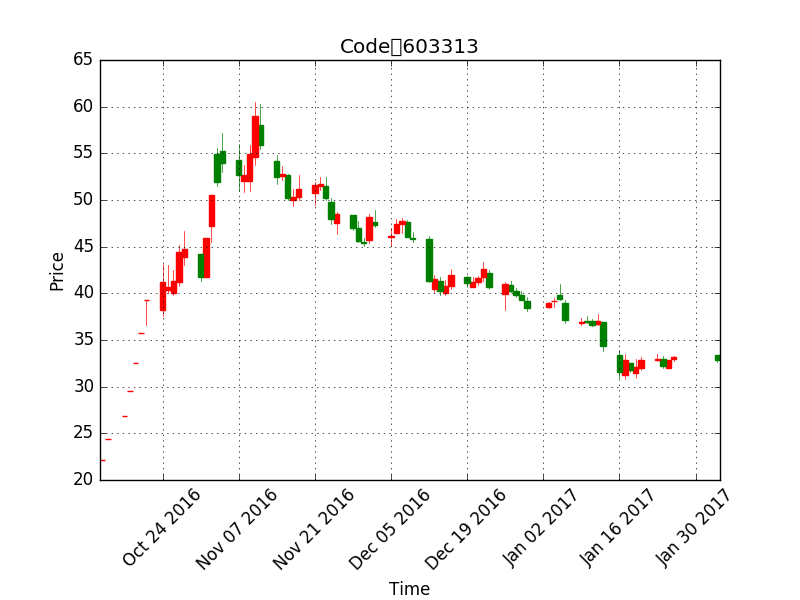 Code▯603313
65
60
55
50
45
40
35
30
25
20
Price
Oct 24 2016
Nov 07 2016
Nov 21 2016
Dec 05 2016
Dec 19 2016
Jan 02 2017
Jan 16 2017
Jan 30 2017
Time